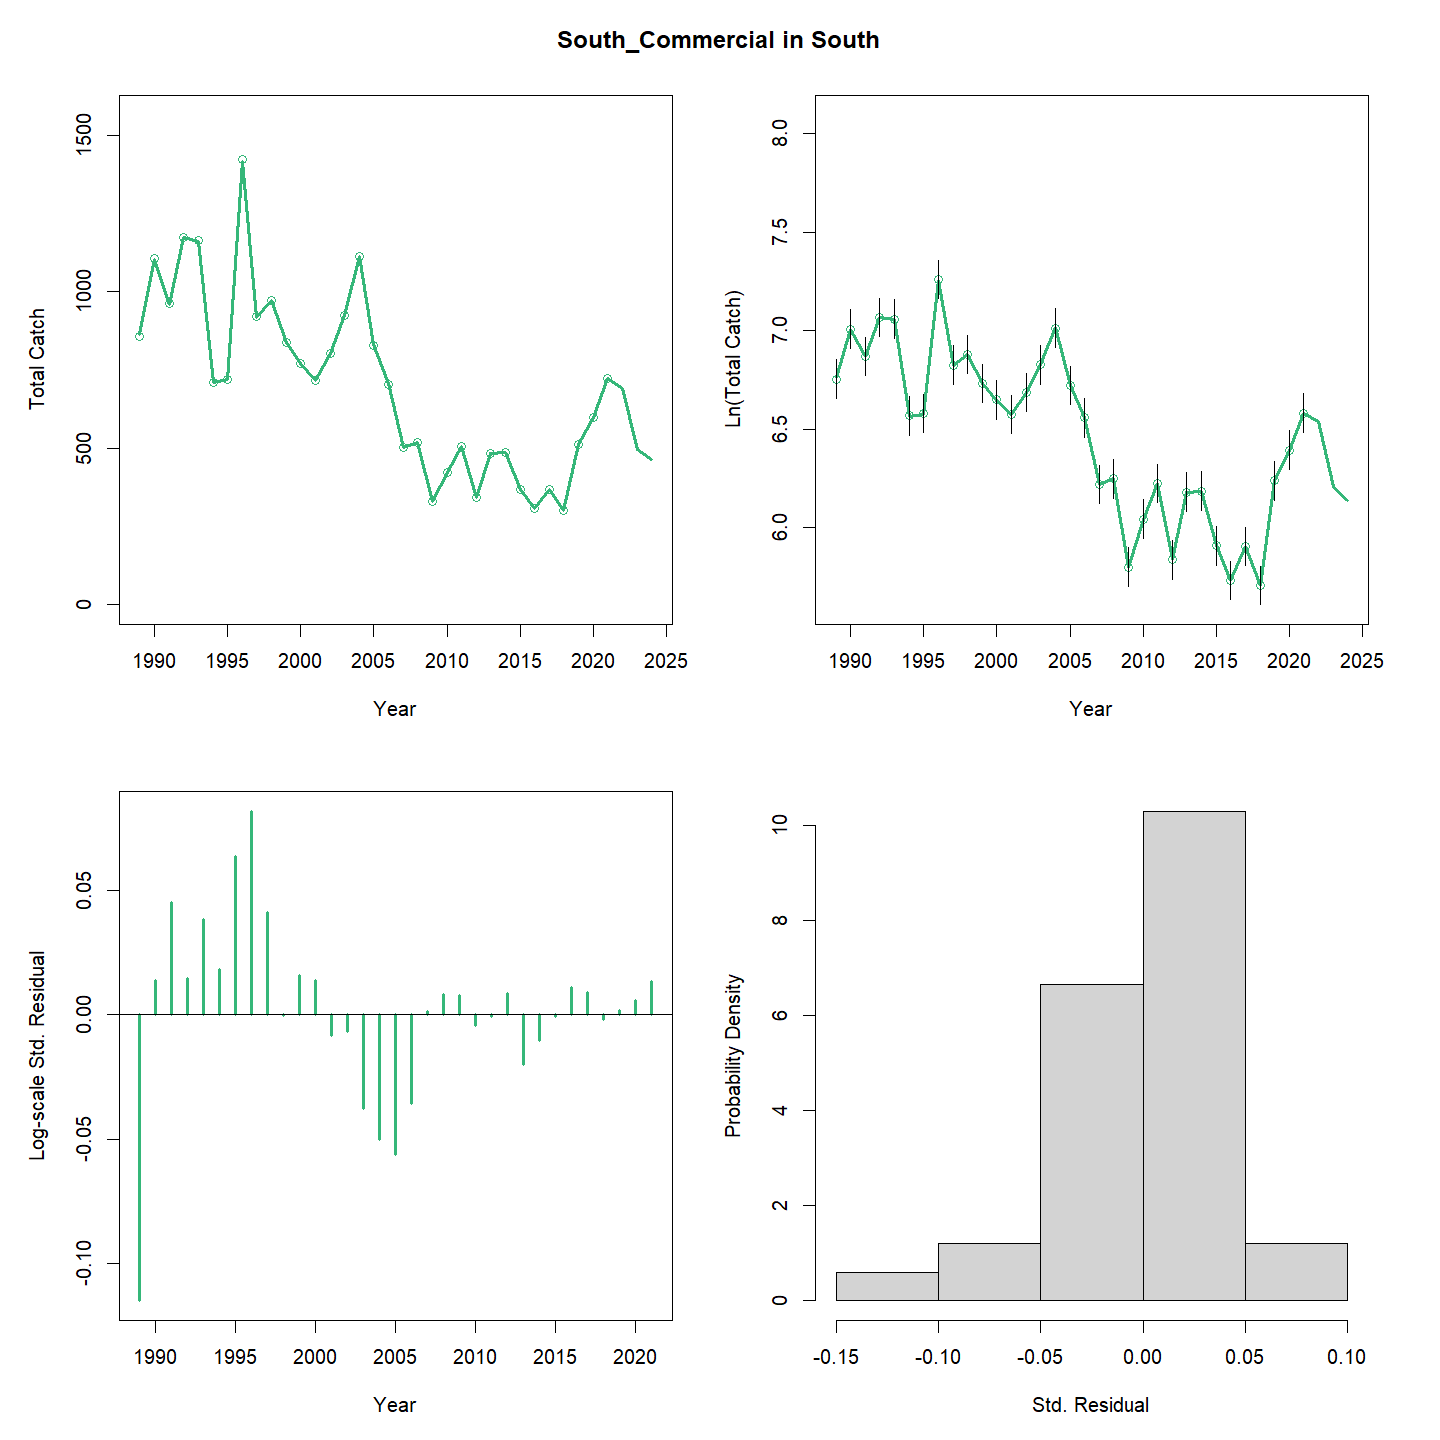 South_Commercial in South
Total Catch
1500
1000
500
0
1990 1995 2000 2005 2010 2015 2020 2025
Year
Ln(Total Catch)
8.0
7.5
7.0
6.5
6.0
1990 1995 2000 2005 2010 2015 2020 2025
Year
Log-scale Std. Residual
0.05
0.00
-0.05
-0.10
1990 1995 2000 2005 2010 2015 2020
Year
Probability Density
10
8
6
4
2
0
-0.15 -0.10 -0.05 0.00 0.05 0.10
Std. Residual